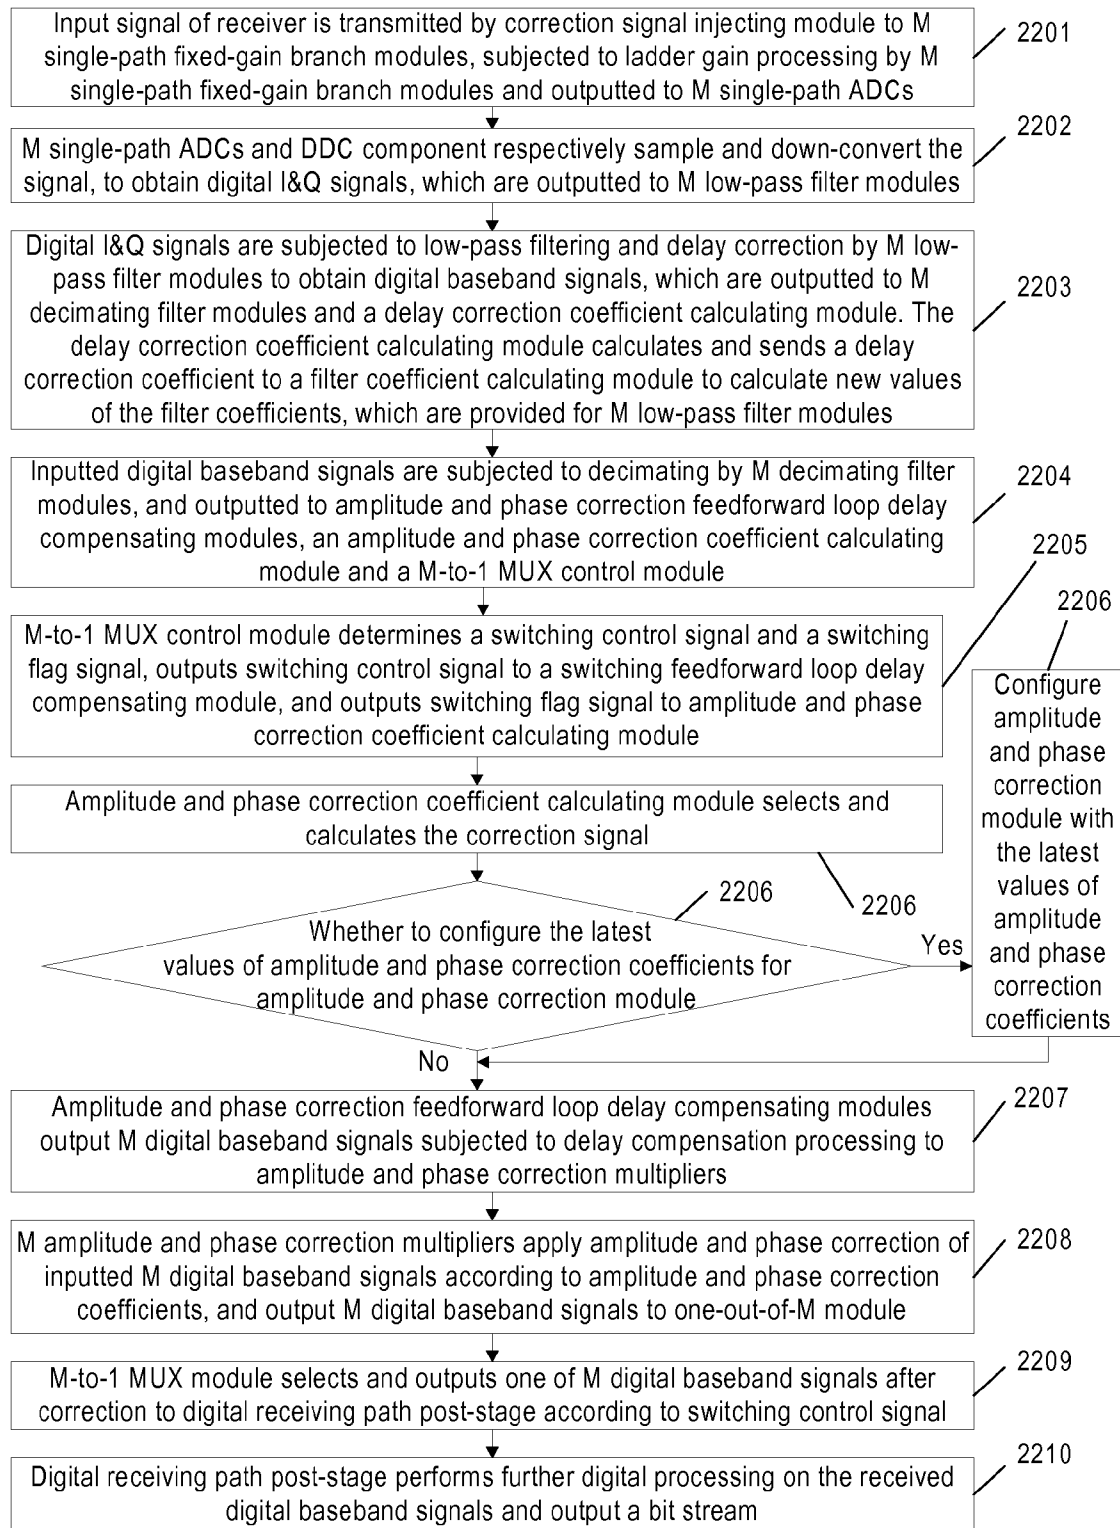 Input signal of receiver is transmitted by correction signal injecting module to M
single-path fixed-gain branch modules, subjected to ladder gain processing by M
single-path fixed-gain branch modules and outputted to M single-path ADCs
2201
M single-path ADCs and DDC component respectively sample and down-convert the
signal, to obtain digital I&Q signals, which are outputted to M low-pass filter modules
2202
Digital I&Q signals are subjected to low-pass filtering and delay correction by M low-
pass filter modules to obtain digital baseband signals, which are outputted to M
decimating filter modules and a delay correction coefficient calculating module. The
delay correction coefficient calculating module calculates and sends a delay
correction coefficient to a filter coefficient calculating module to calculate new values
of the filter coefficients, which are provided for M low-pass filter modules
2203
Inputted digital baseband signals are subjected to decimating by M decimating filter
modules, and outputted to amplitude and phase correction feedforward loop delay
compensating modules, an amplitude and phase correction coefficient calculating
module and a M-to-1 MUX control module
2204
M-to-1 MUX control module determines a switching control signal and a switching
flag signal, outputs switching control signal to a switching feedforward loop delay
compensating module, and outputs switching flag signal to amplitude and phase
correction coefficient calculating module
2205
Amplitude and phase correction coefficient calculating module selects and
calculates the correction signal
2206
Whether to configure the latest
values of amplitude and phase correction coefficients for
amplitude and phase correction module
2206
Yes
No
2206
Configure
amplitude
and phase
correction
module with
the latest
values of
amplitude
and phase
correction
coefficients
Amplitude and phase correction feedforward loop delay compensating modules
output M digital baseband signals subjected to delay compensation processing to
amplitude and phase correction multipliers
2207
M amplitude and phase correction multipliers apply amplitude and phase correction of
inputted M digital baseband signals according to amplitude and phase correction
coefficients, and output M digital baseband signals to one-out-of-M module
2208
M-to-1 MUX module selects and outputs one of M digital baseband signals after
correction to digital receiving path post-stage according to switching control signal
2209
Digital receiving path post-stage performs further digital processing on the received
digital baseband signals and output a bit stream
2210